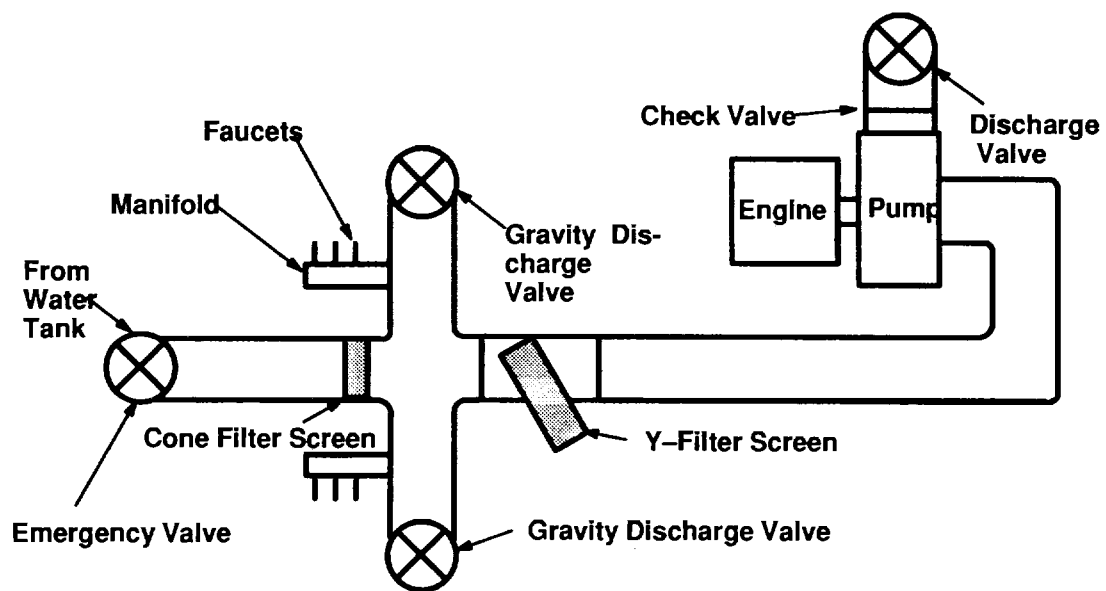 Check Valve
Discharge
Valve
Faucets
Manifold
Engine
Pump
Gravity Dis-
charge
Valve
From
Water
Tank
Cone Filter Screen
Y–Filter Screen
Emergency Valve
Gravity Discharge Valve